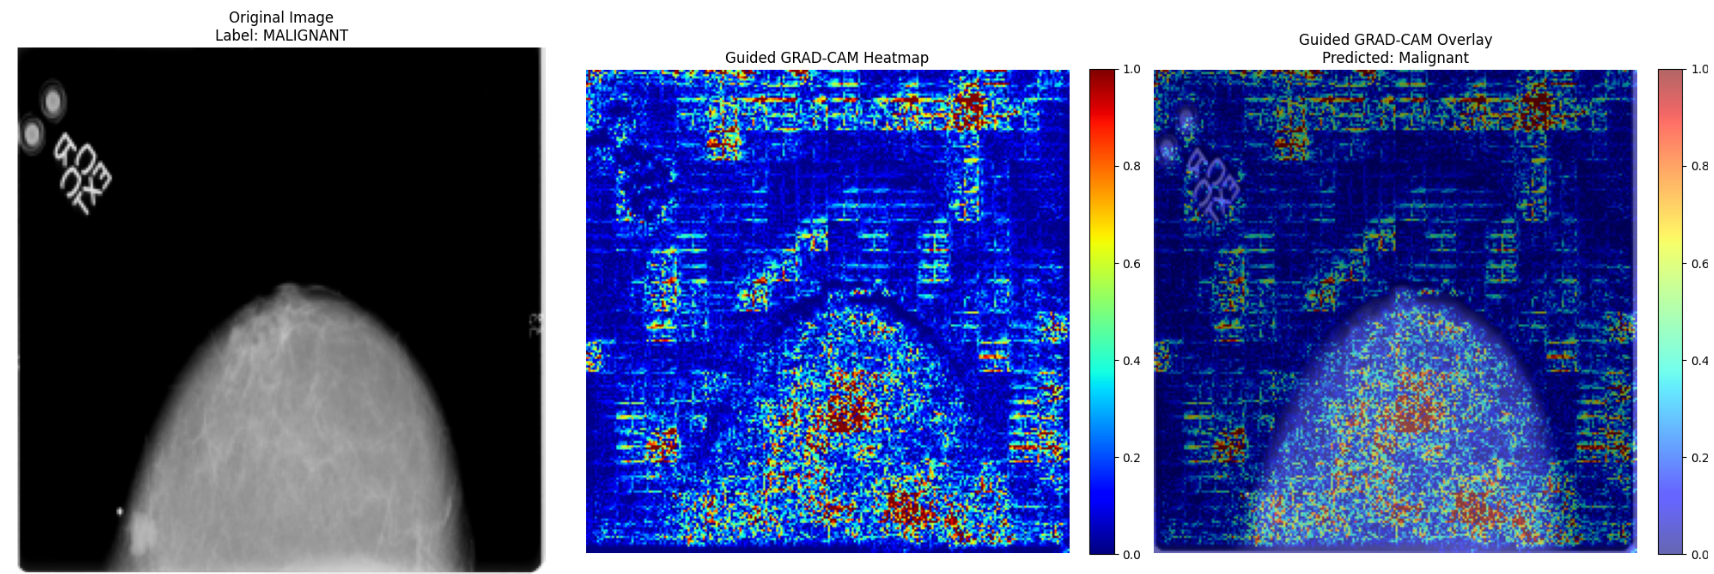 Original Image
Label: MALIGNANT
Guided GRAD-CAM Heatmap
1.0
0.8
0.6
0.4
0.2
0.0
Guided GRAD-CAM Overlay
Predicted: Malignant
1.0
0.8
0.6
0.4
0.2
0.0